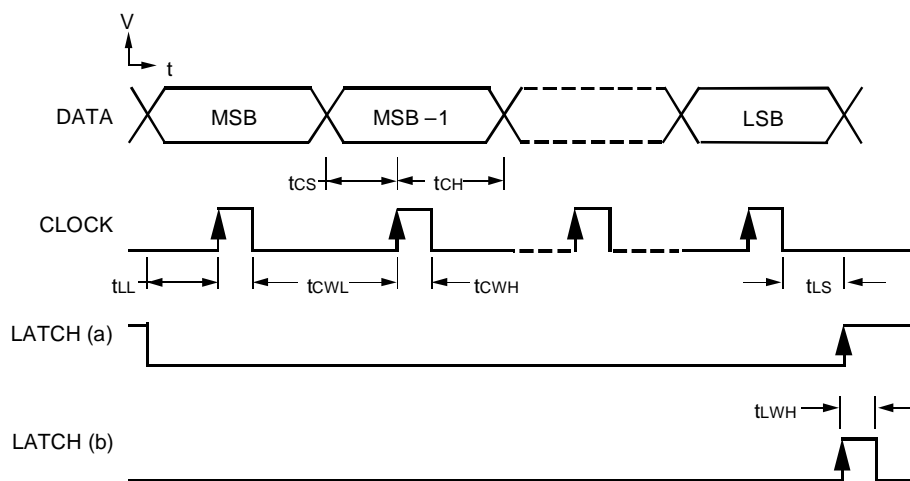 V
t
DATA MSB MSB –1 LSB
tCS tCH
CLOCK
tLL tCWL tCWH tLS
LATCH (a)
tLWH
LATCH (b)